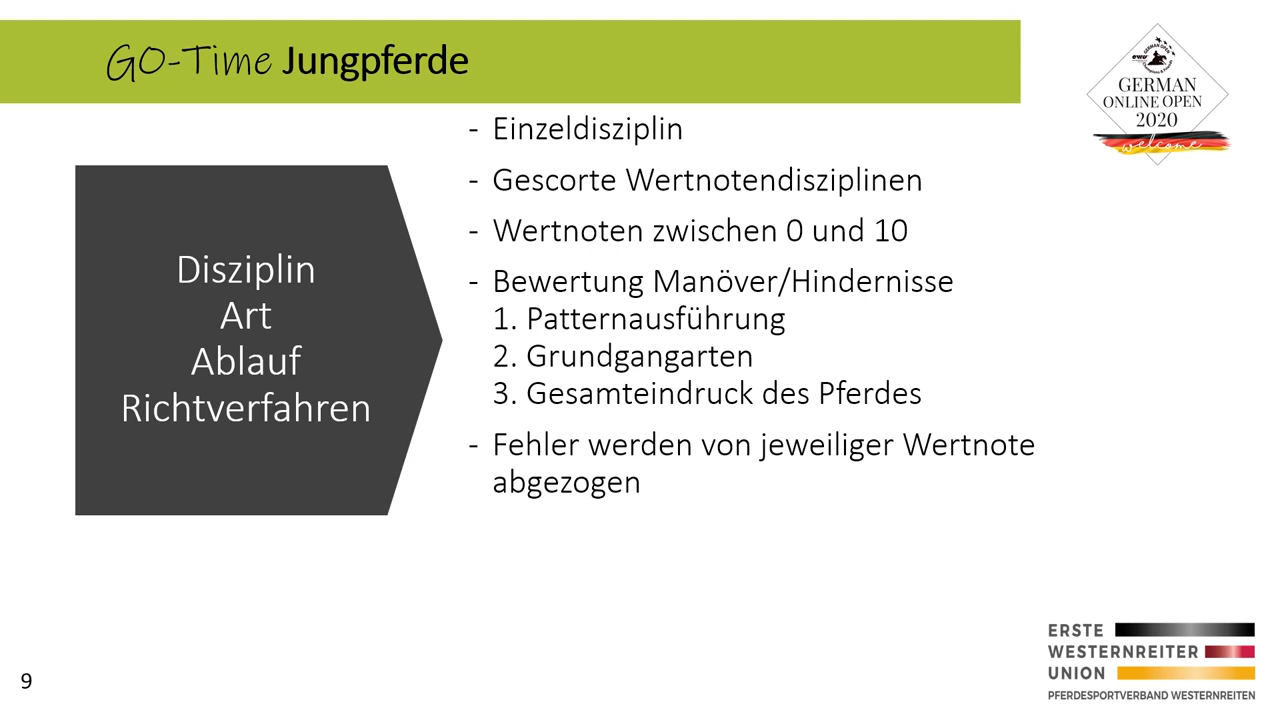 GO-Time Jungpferde
GERMAN
ONLINE OPEN
2020
welcome
Disziplin
Art
Ablauf
Richtverfahren
- Einzeldisziplin
- Gescorte Wertnotendisziplinen
- Wertnoten zwischen 0 und 10
- Bewertung Manöver/Hindernisse
1. Patternausführung
2. Grundgangarten
3. Gesamteindruck des Pferdes
- Fehler werden von jeweiliger Wertnote
abgezogen
9
ERSTE
WESTERNREITER
UNION
PFERDESPORTVERBAND WESTERNREITEN